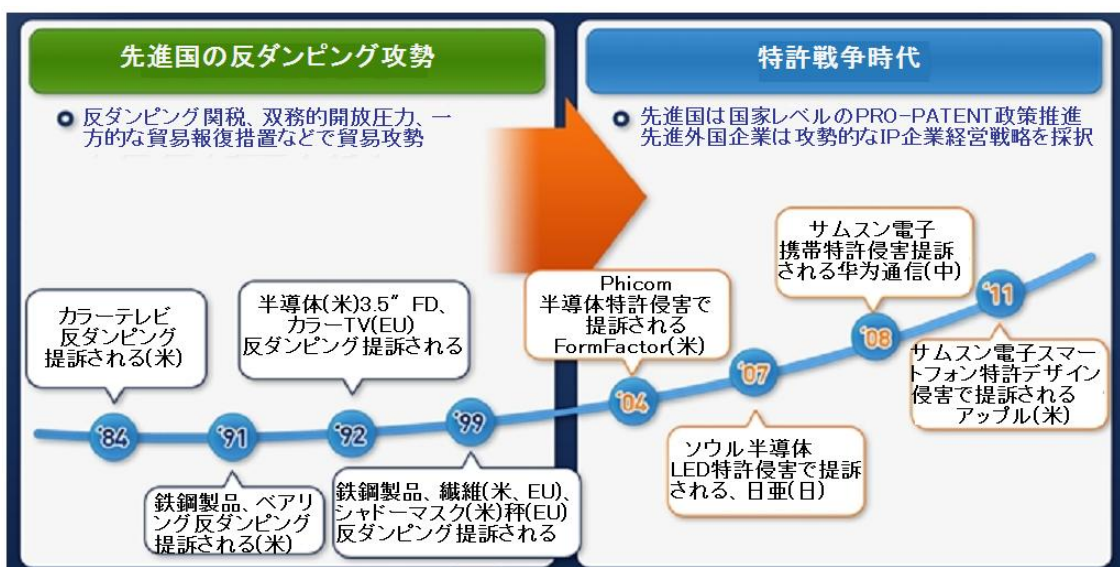 先進国の反ダンピング攻勢
反ダンピング関税、双務的開放圧力、一
方的な貿易報復措置などで貿易攻勢
カラーテレビ
反ダンピング
提訴される(米)
半導体(米)3.5” FD、
カラーTV(EU)
反ダンピング提訴される
'84
'91
'92
'99
鉄鋼製品、ベアリ
ング反ダンピング
提訴される(米)
鉄鋼製品、繊維(米、EU)、
シャドーマスク(米)秤(EU)
反ダンピング提訴される
特許戦争時代
先進国は国家レベルのPRO-PATENT政策推進
先進外国企業は攻勢的なIP企業経営戦略を採択
Phicom
半導体特許侵害で
提訴される
FormFactor(米)
サムスン電子
携帯特許侵害提訴
される华为通信(中)
'04
'07
'08
'11
ソウル半導体
LED特許侵害で提訴
される、日亜(日)
サムスン電子スマー
トフォン特許デザイン
侵害で提訴される
アップル(米)